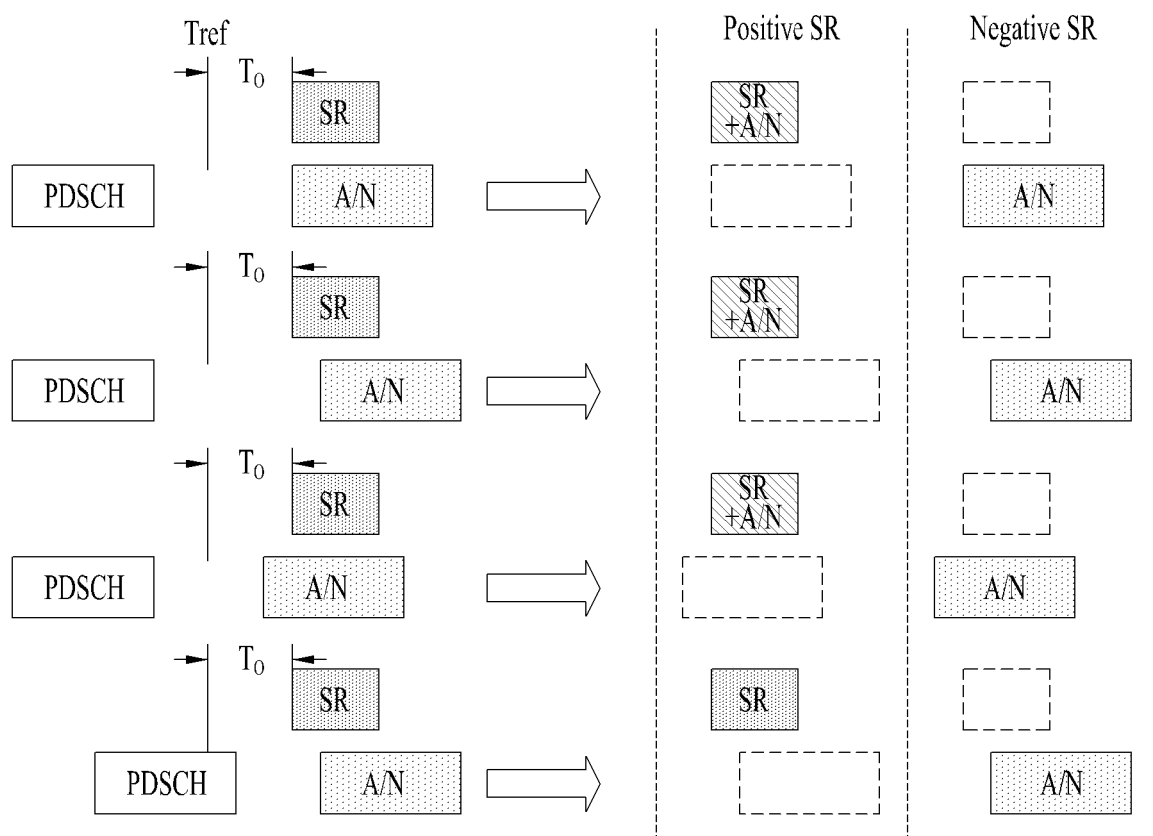 Tref
Positive SR
Negative SR
T0
SR
SR
+A/N
PDSCH
A/N
A/N
T0
SR
SR
+A/N
PDSCH
A/N
A/N
T0
SR
SR
+A/N
PDSCH
A/N
A/N
T0
SR
SR
PDSCH
A/N
A/N